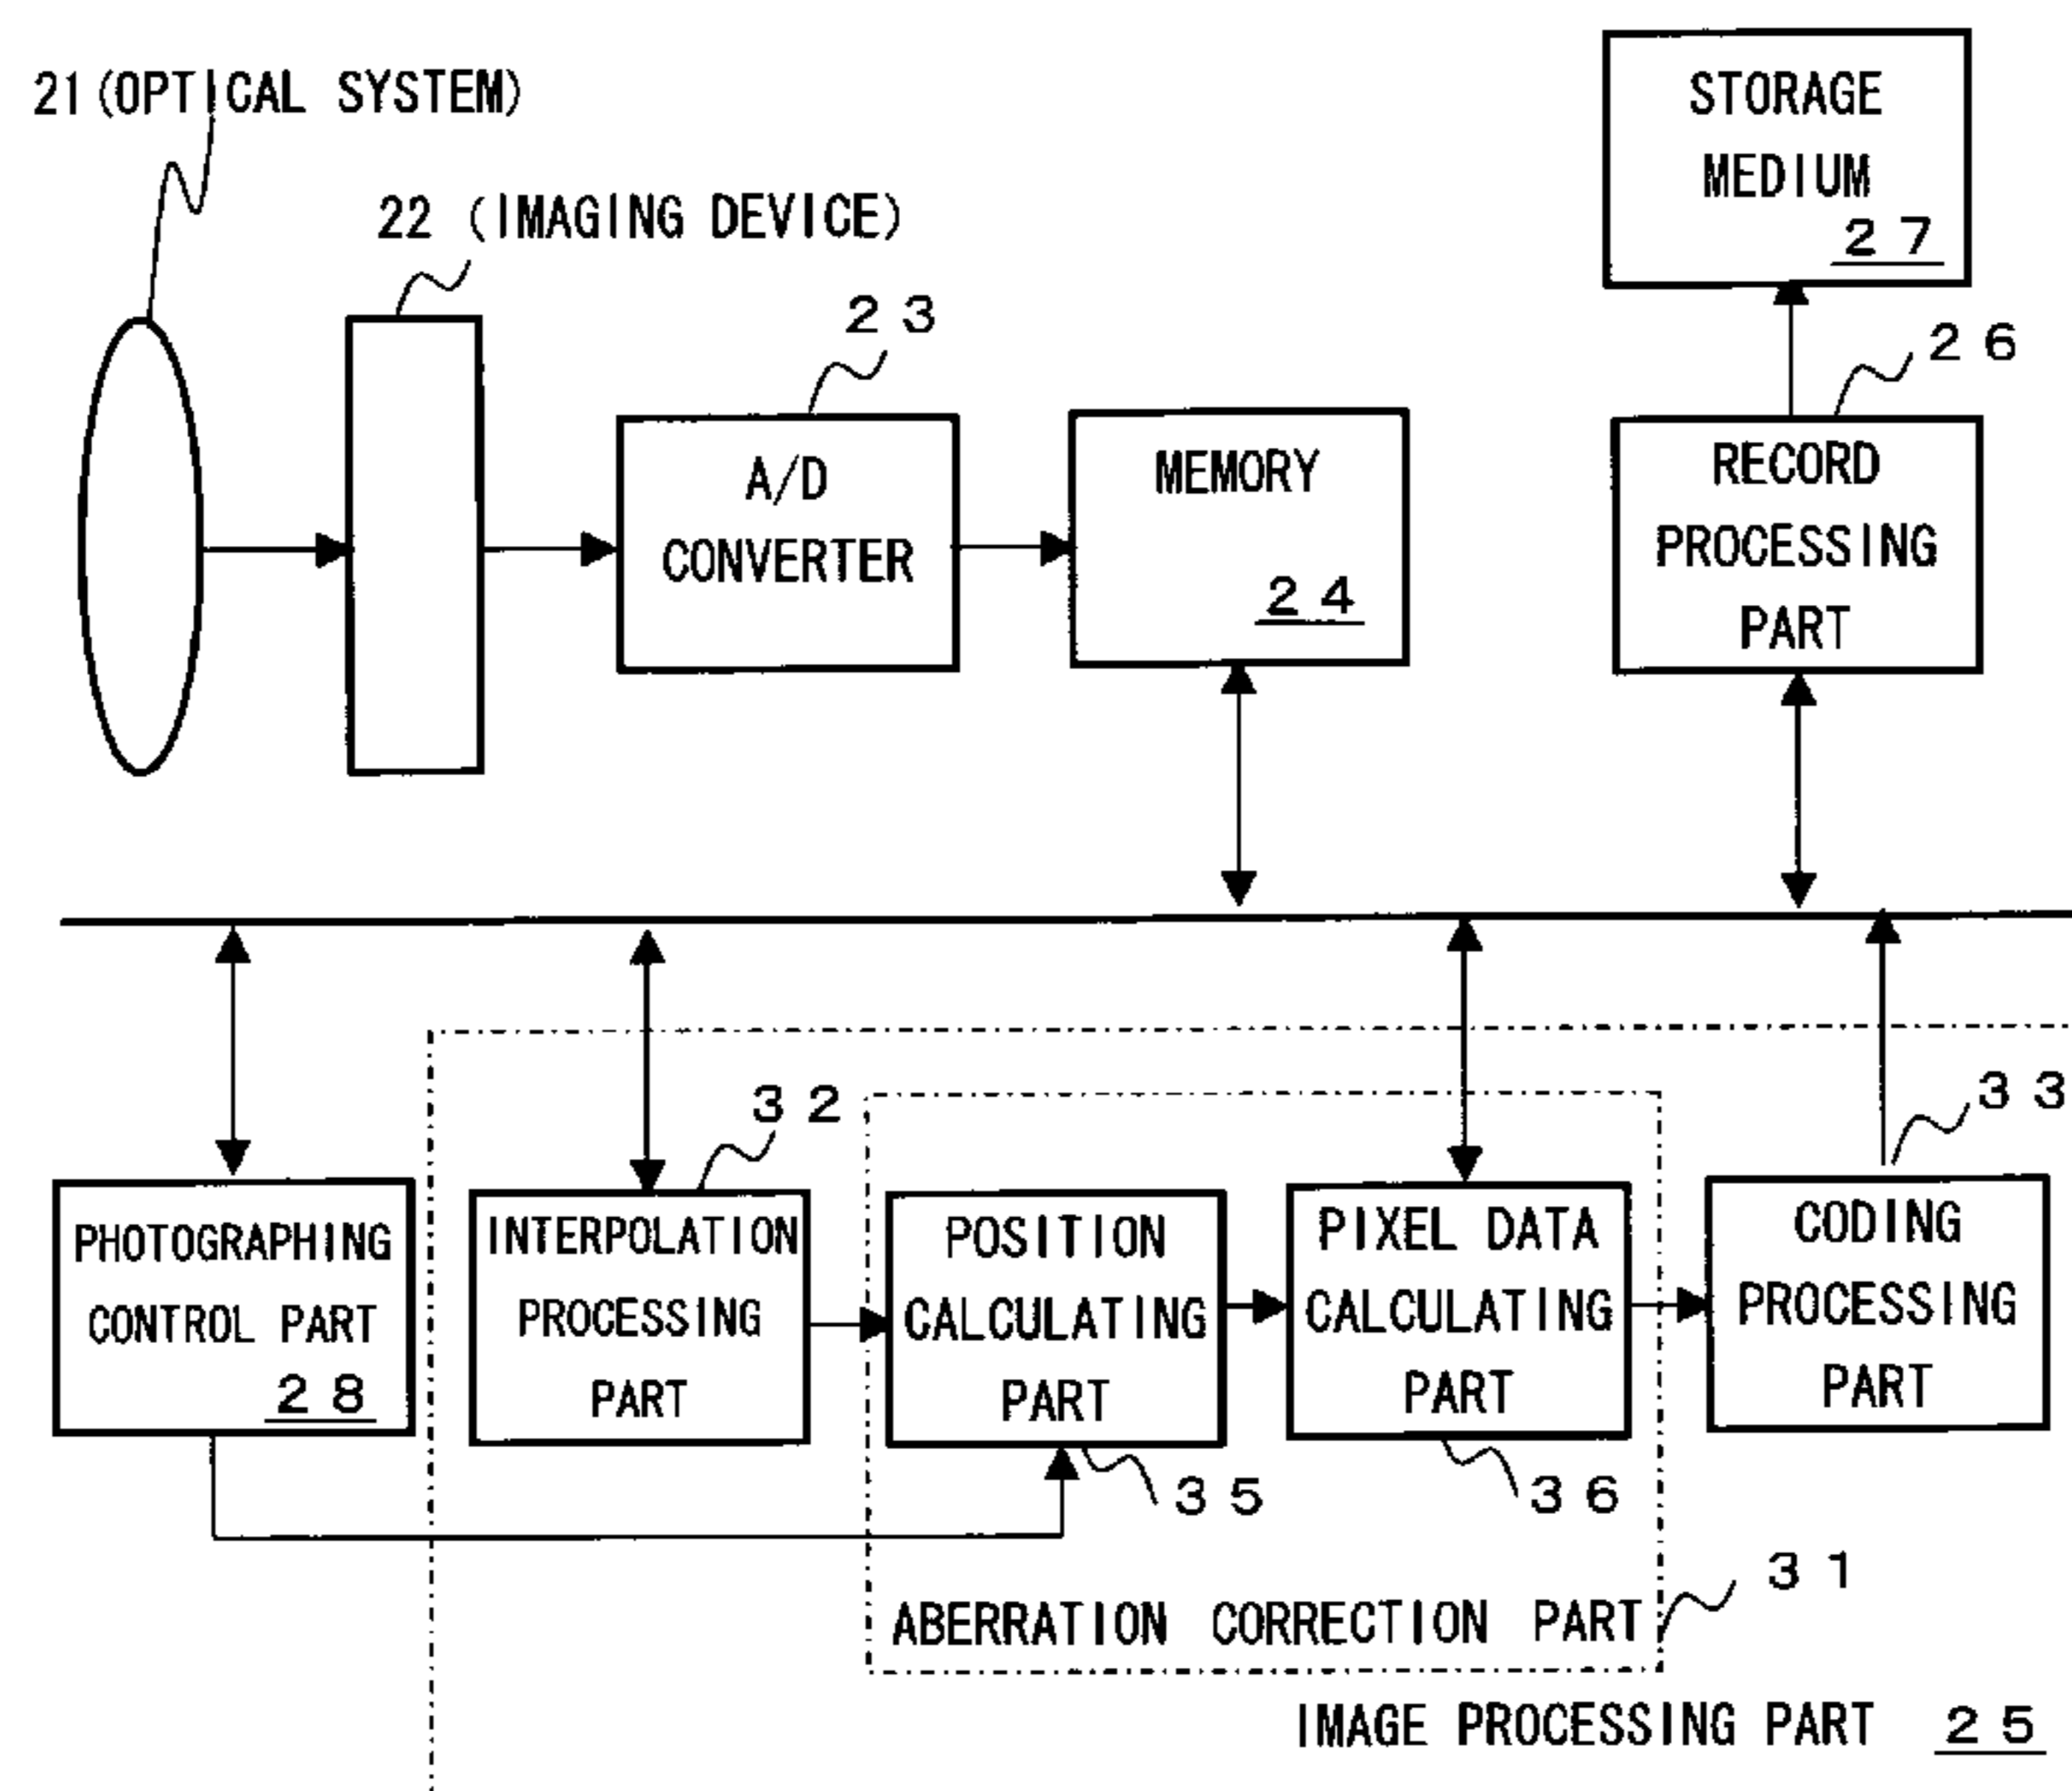 21(OPTICAL SYSTEM)
22 (IMAGING DEVICE)
23
A/D
CONVERTER
MEMORY
24
STORAGE
MEDIUM
27
26
RECORD
PROCESSING
PART
PHOTOGRAPHING
CONTROL PART
28
32
INTERPOLATION
PROCESSING
PART
POSITION
CALCULATING
PART
35
PIXEL DATA
CALCULATING
PART
36
33
CODING
PROCESSING
PART
31
ABERRATION CORRECTION PART
IMAGE PROCESSING PART 25